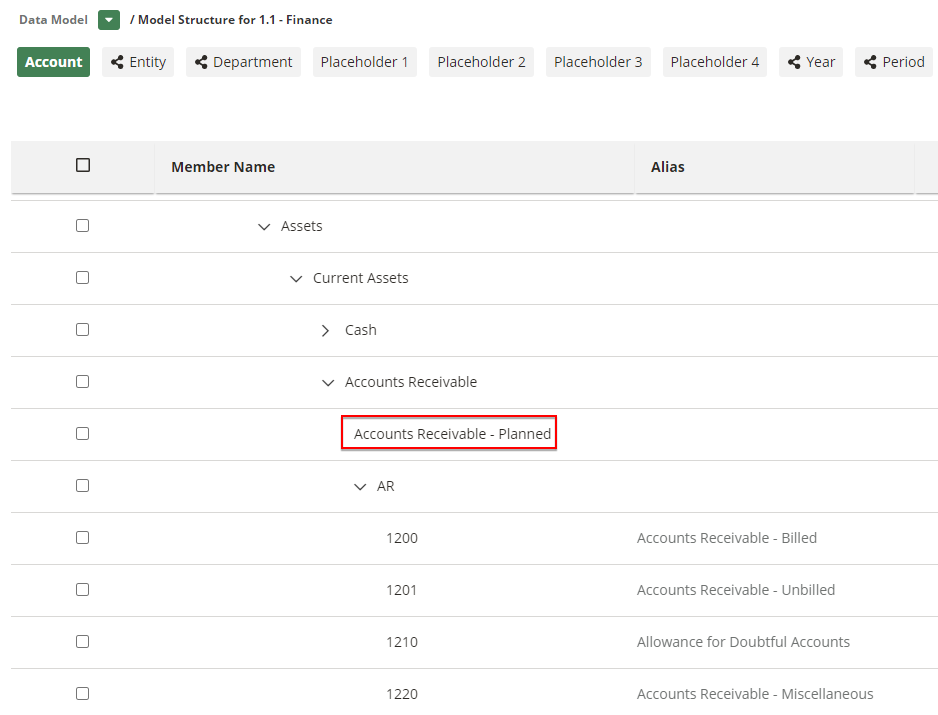 Data Model / Model Structure for 1.1 - Finance
Account Entity Department Placeholder 1 Placeholder 2 Placeholder 3 Placeholder 4 Year Period
Member Name Alias
Assets
Current Assets
Cash
Accounts Receivable
Accounts Receivable - Planned
AR
1200 Accounts Receivable - Billed
1201 Accounts Receivable - Unbilled
1210 Allowance for Doubtful Accounts
1220 Accounts Receivable - Miscellaneous